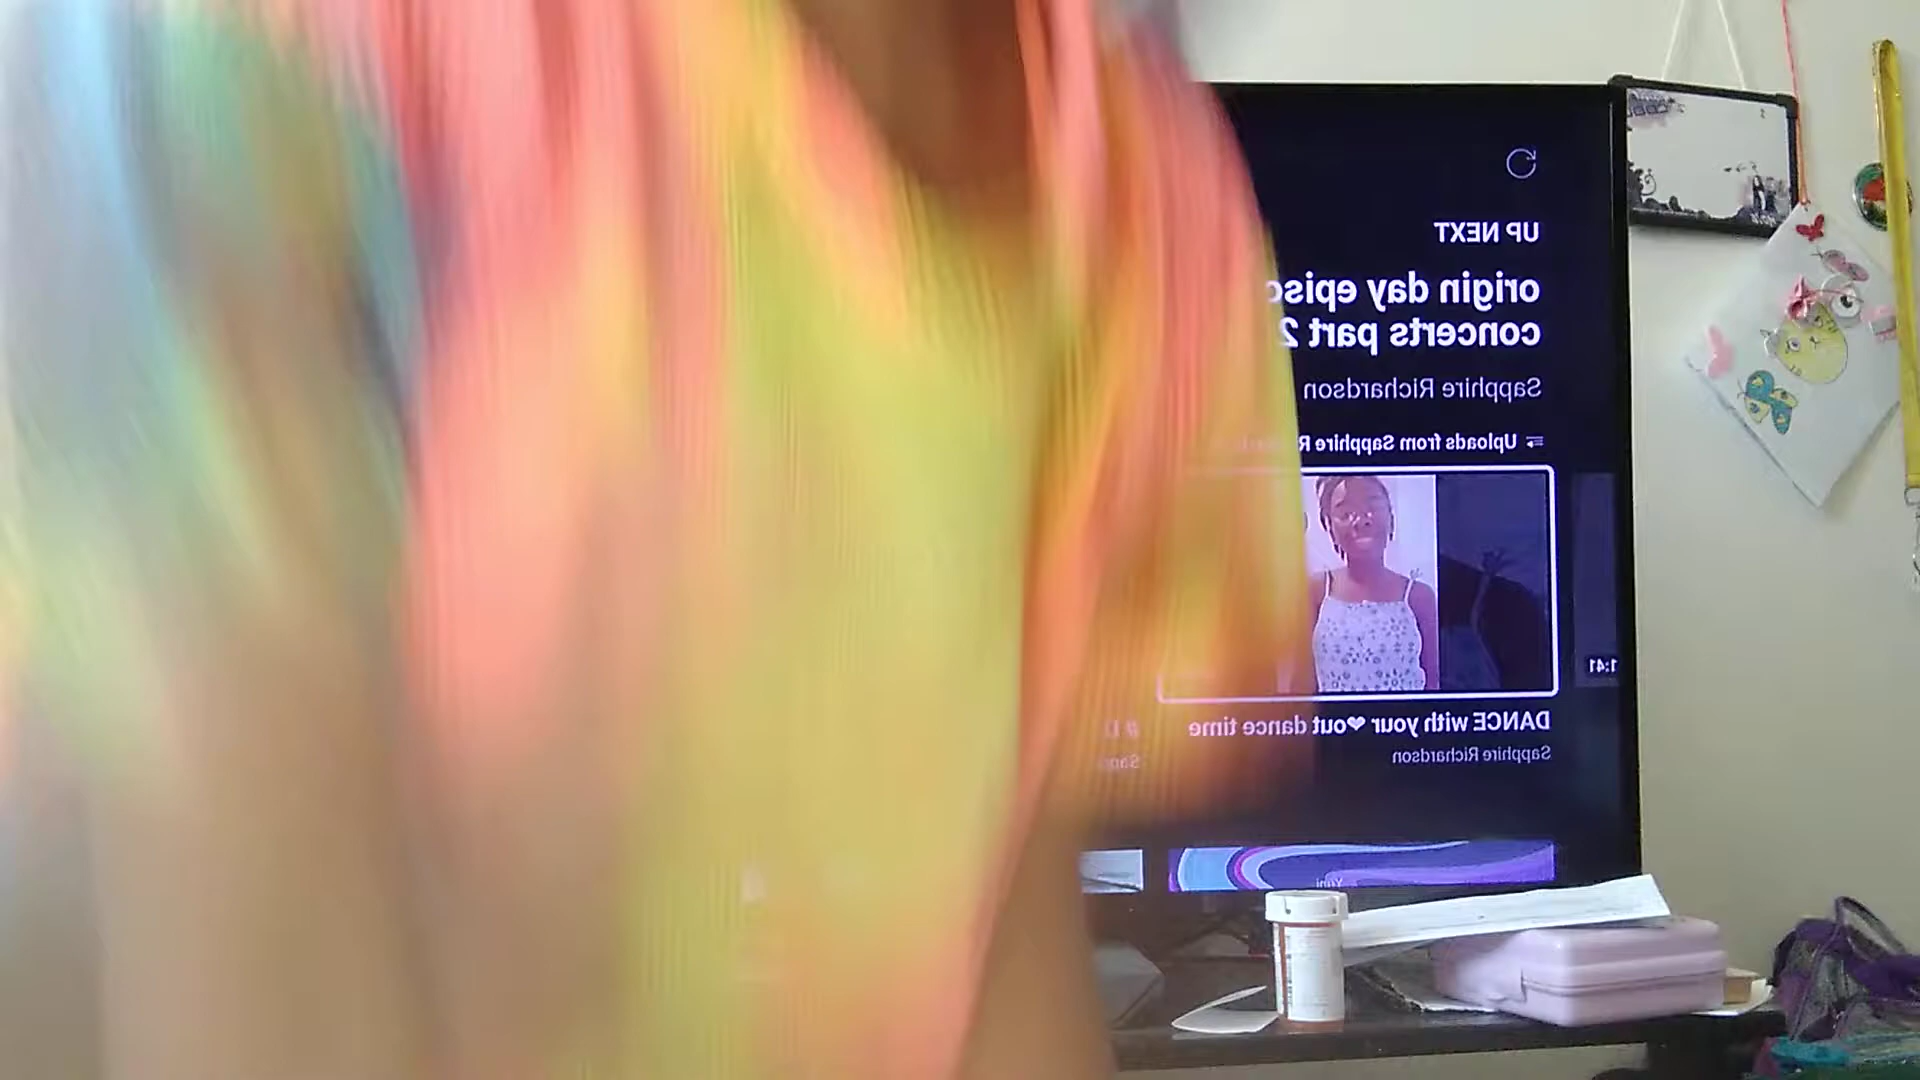 UP NEXT
origin day episo
concerts part 2
Sapphire Richardson
Uploads from Sapphire R
1:41
DANCE with your ❤out dance time
Sapphire Richardson